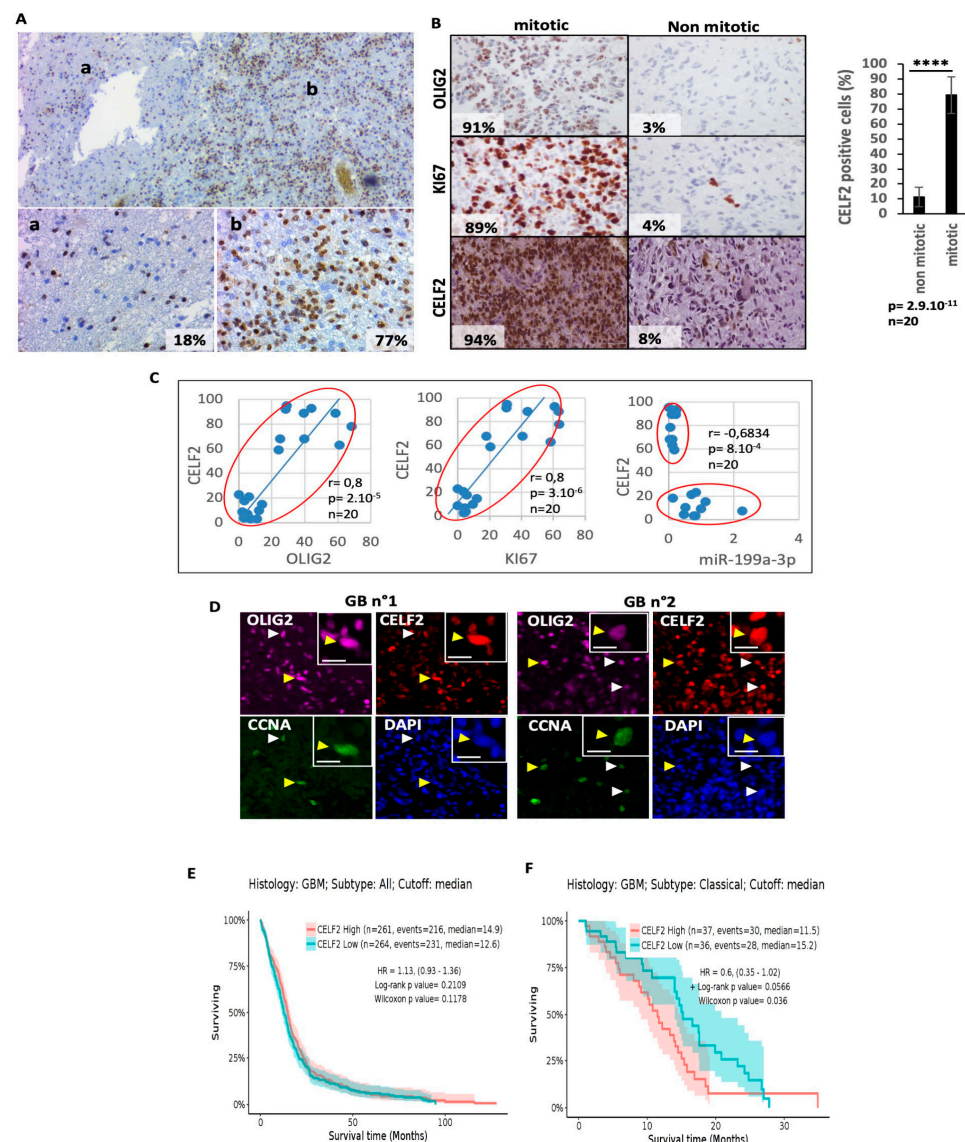 A
a
b
a
18%
b
77%
B
mitotic
Non mitotic
OLIG2
91%
3%
KI67
89%
4%
CELF2
94%
8%
****
CELF2 positive cells (%)
100
90
80
70
60
50
40
30
20
10
0
non mitotic
mitotic
p= 2.9.10-11
n=20
C
CELF2
100
80
60
40
20
0
r= 0,8
p= 2.10-5
n=20
0 20 40 60 80
OLIG2
CELF2
100
80
60
40
20
0
r= 0,8
p= 3.10-6
n=20
0 20 40 60 80
KI67
CELF2
100
80
60
40
20
0
r= -0,6834
p= 8.10-4
n=20
0 2 4
miR-199a-3p
D
GB n°1
OLIG2
CELF2
CCNA
DAPI
GB n°2
OLIG2
CELF2
CCNA
DAPI
E
Histology: GBM; Subtype: All; Cutoff: median
CELF2 High (n=261, events=216, median=14.9)
CELF2 Low (n=264, events=231, median=12.6)
HR = 1.13, (0.93 - 1.36)
Log-rank p value= 0.2109
Wilcoxon p value= 0.1178
Surviving
100%
75%
50%
25%
0%
0 50 100
Survival time (Months)
F
Histology: GBM; Subtype: Classical; Cutoff: median
CELF2 High (n=37, events=30, median=11.5)
CELF2 Low (n=36, events=28, median=15.2)
HR = 0.6, (0.35 - 1.02)
Log-rank p value= 0.0566
Wilcoxon p value= 0.036
Surviving
100%
75%
50%
25%
0%
0 10 20 30
Survival time (Months)